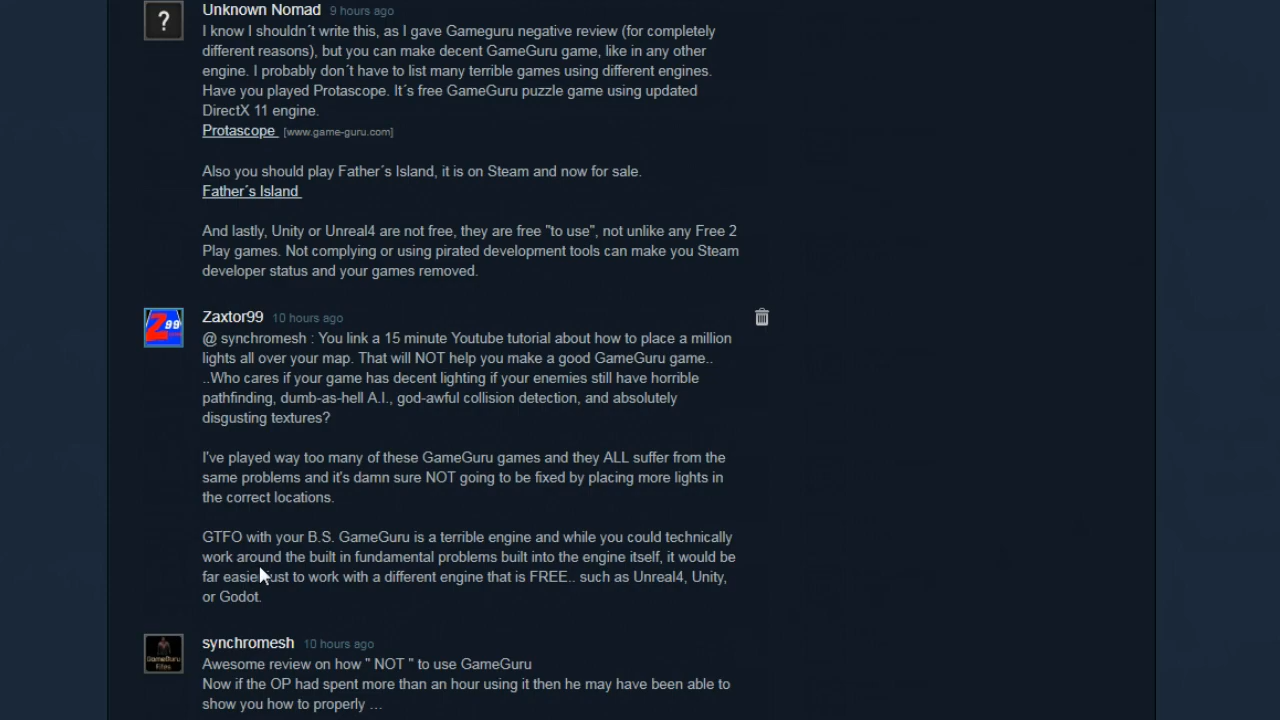 Unknown Nomad 9 hours ago
I know I shouldn´t write this, as I gave Gameguru negative review (for completely
different reasons), but you can make decent GameGuru game, like in any other
engine. I probably don´t have to list many terrible games using different engines.
Have you played Protascope. It´s free GameGuru puzzle game using updated
DirectX 11 engine.
Protascope [www.game-guru.com]
Also you should play Father´s Island, it is on Steam and now for sale.
Father´s Island
And lastly, Unity or Unreal4 are not free, they are free "to use", not unlike any Free 2
Play games. Not complying or using pirated development tools can make you Steam
developer status and your games removed.
Zaxtor99 10 hours ago
@ synchromesh : You link a 15 minute Youtube tutorial about how to place a million
lights all over your map. That will NOT help you make a good GameGuru game..
..Who cares if your game has decent lighting if your enemies still have horrible
pathfinding, dumb-as-hell A.I., god-awful collision detection, and absolutely
disgusting textures?
I've played way too many of these GameGuru games and they ALL suffer from the
same problems and it's damn sure NOT going to be fixed by placing more lights in
the correct locations.
GTFO with your B.S. GameGuru is a terrible engine and while you could technically
work around the built in fundamental problems built into the engine itself, it would be
far easier just to work with a different engine that is FREE.. such as Unreal4, Unity,
or Godot.
synchromesh 10 hours ago
Awesome review on how " NOT " to use GameGuru
Now if the OP had spent more than an hour using it then he may have been able to
show you how to properly ...